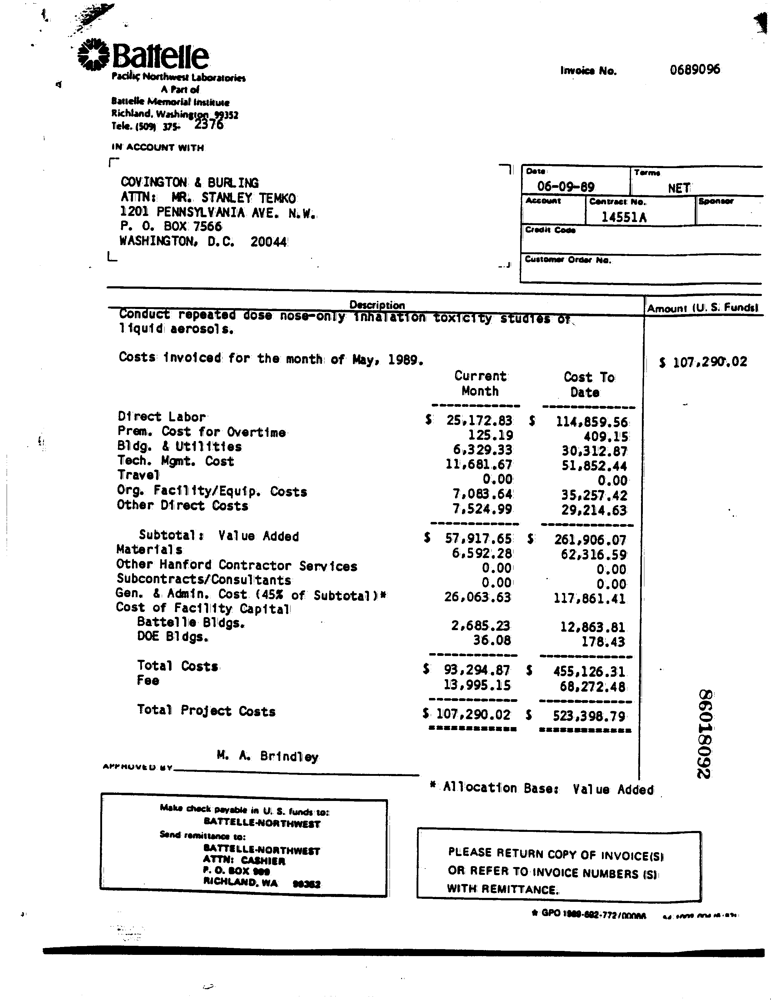 Battelle
Pacific Northwest Laboratories
A Part of
Battelle Memorial Institute
Richland, Washington 99352
Tele. (509) 375- 2376
Invoice No. 0689096
IN ACCOUNT WITH
COVINGTON & BURLING
ATTN: MR. STANLEY TEMKO
1201 PENNSYLVANIA AVE. N.W.
P. O. BOX 7566
WASHINGTON, D.C. 20044
Date Terms
06-09-89 NET
Account Contract No. Sponsor
14551A
Credit Code
Customer Order No.
Description Amount (U. S. Funds)
Conduct repeated dose nose-only inhalation toxicity studies of
liquid aerosols.
Costs invoiced for the month of May, 1989. $ 107,290.02
Current Cost To
Month Date
Direct Labor $ 25,172.83 $ 114,859.56
Prem. Cost for Overtime 125.19 409.15
Bldg. & Utilities 6,329.33 30,312.87
Tech. Mgmt. Cost 11,681.67 51,852.44
Travel 0.00 0.00
Org. Facility/Equip. Costs 7,083.64 35,257.42
Other Direct Costs 7,524.99 29,214.63
Subtotal: Value Added $ 57,917.65 $ 261,906.07
Materials 6,592.28 62,316.59
Other Hanford Contractor Services 0.00 0.00
Subcontracts/Consultants 0.00 0.00
Gen. & Admin. Cost (45% of Subtotal)* 26,063.63 117,861.41
Cost of Facility Capital
Battelle Bldgs. 2,685.23 12,863.81
DOE Bldgs. 36.08 178.43
Total Costs $ 93,294.87 $ 455,126.31
Fee 13,995.15 68,272.48
Total Project Costs $ 107,290.02 $ 523,398.79
86018092
M. A. Brindley
APPROVED BY
* Allocation Base: Value Added
Make check payable in U. S. funds to:
BATTELLE-NORTHWEST
Send remittance to:
BATTELLE-NORTHWEST
ATTN: CASHIER
P. O. BOX 999
RICHLAND, WA 99352
PLEASE RETURN COPY OF INVOICE(S)
OR REFER TO INVOICE NUMBERS (S)
WITH REMITTANCE.
* GPO 1989-692-772/00086